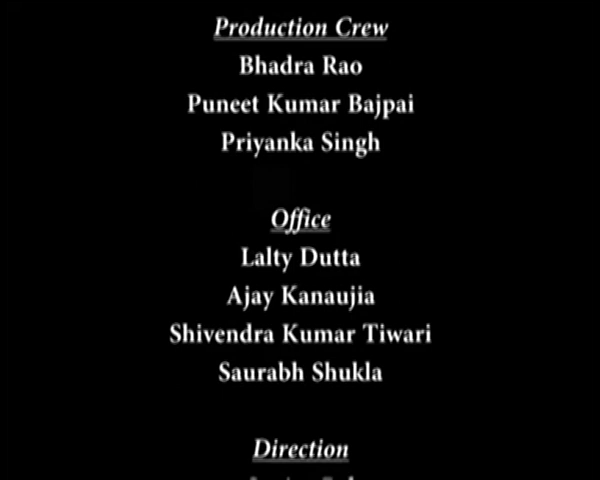 Production Crew
Bhadra Rao
Puneet Kumar Bajpai
Priyanka Singh
Office
Lalty Dutta
Ajay Kanaujia
Shivendra Kumar Tiwari
Saurabh Shukla
Direction